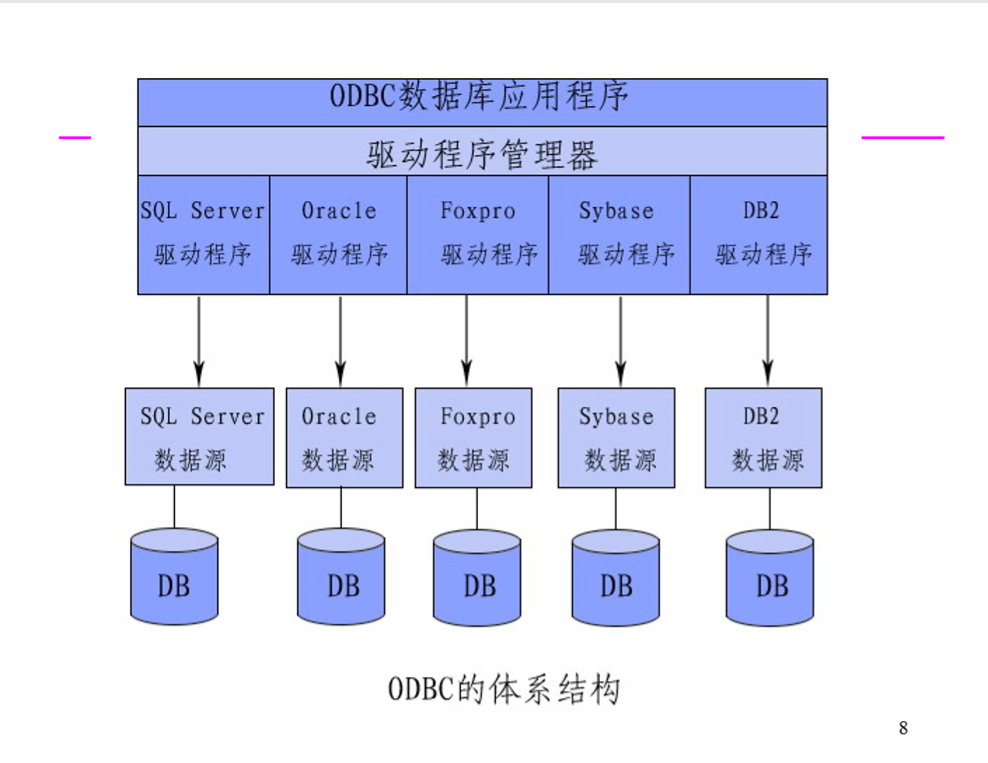 ODBC数据库应用程序
驱动程序管理器
SQL Server
驱动程序
Oracle
驱动程序
Foxpro
驱动程序
Sybase
驱动程序
DB2
驱动程序
SQL Server
数据源
Oracle
数据源
Foxpro
数据源
Sybase
数据源
DB2
数据源
DB
DB
DB
DB
DB
ODBC的体系结构
8